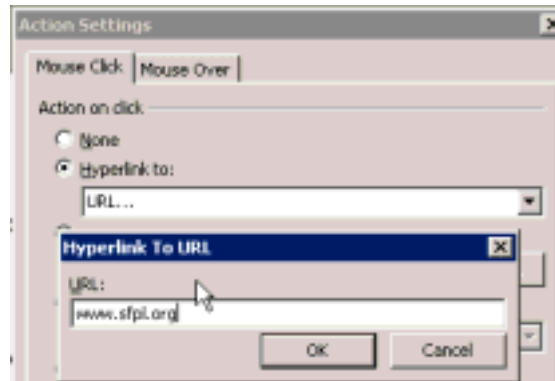 Action Settings
Mouse Click Mouse Over
Action on click
None
Hyperlink to:
URL...
Hyperlink To URL
URL:
www.sfpl.org
OK Cancel